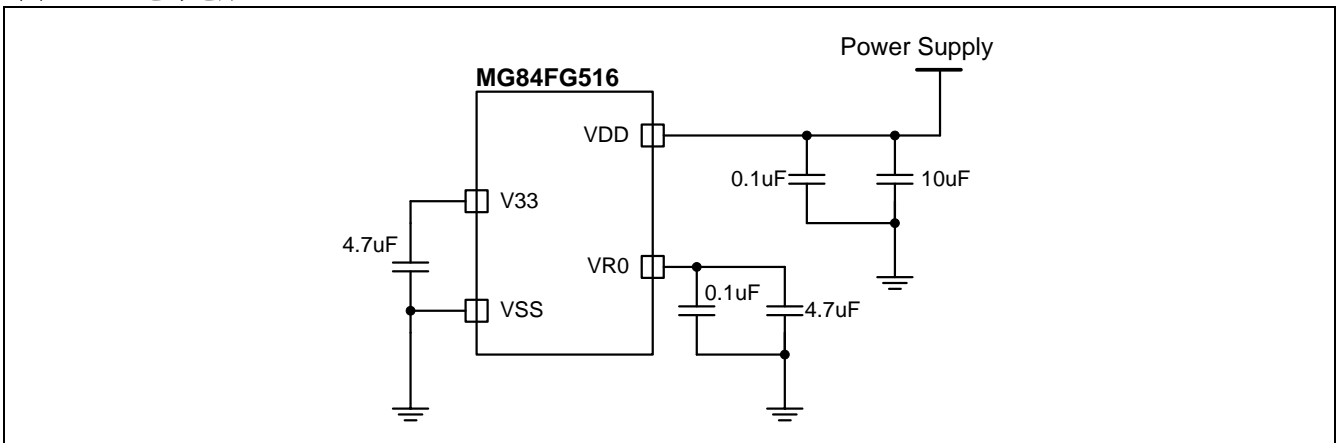 Power Supply
MG84FG516
VDD
0.1uF
10uF
V33
4.7uF
VR0
0.1uF
4.7uF
VSS